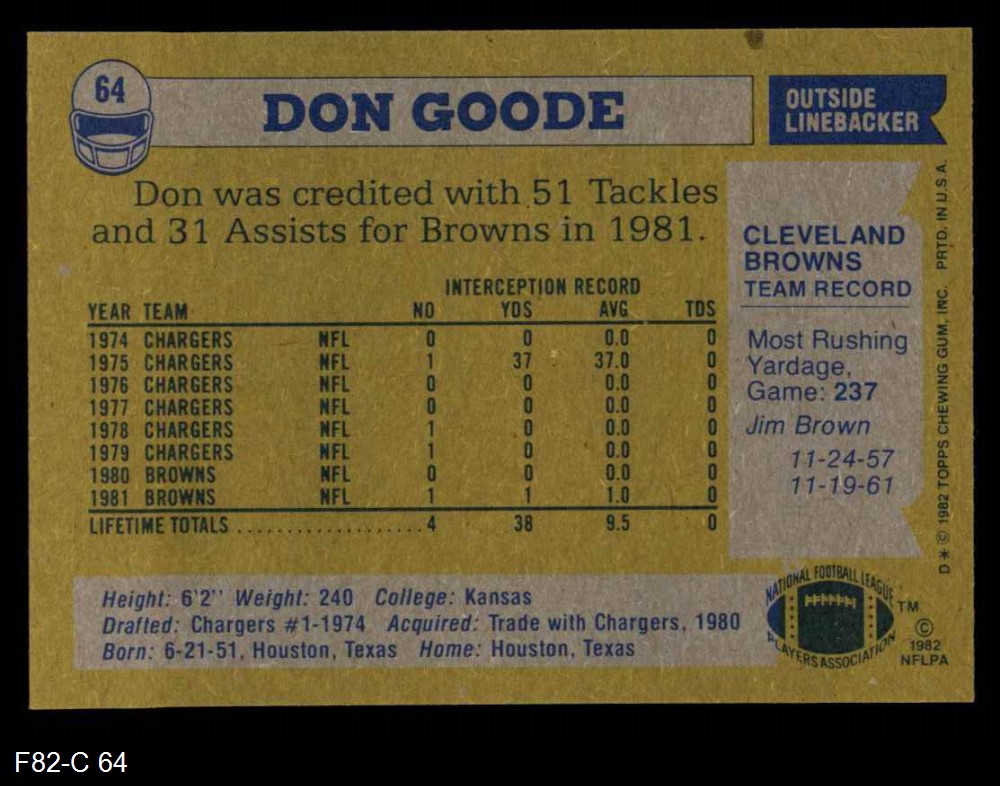 64
DON GOODE
OUTSIDE
LINEBACKER
Don was credited with 51 Tackles
and 31 Assists for Browns in 1981.
INTERCEPTION RECORD
YEAR TEAM NO YDS AVG TDS
1974 CHARGERS NFL 0 0 0.0 0
1975 CHARGERS NFL 1 37 37.0 0
1976 CHARGERS NFL 0 0 0.0 0
1977 CHARGERS NFL 0 0 0.0 0
1978 CHARGERS NFL 1 0 0.0 0
1979 CHARGERS NFL 1 0 0.0 0
1980 BROWNS NFL 0 0 0.0 0
1981 BROWNS NFL 1 1 1.0 0
LIFETIME TOTALS ................... 4 38 9.5 0
CLEVELAND
BROWNS
TEAM RECORD
Most Rushing
Yardage,
Game: 237
Jim Brown
11-24-57
11-19-61
D * © 1982 TOPPS CHEWING GUM, INC. PRTD. IN U.S.A.
Height: 6'2" Weight: 240 College: Kansas
Drafted: Chargers #1-1974 Acquired: Trade with Chargers, 1980
Born: 6-21-51, Houston, Texas Home: Houston, Texas
NATIONAL FOOTBALL LEAGUE
PLAYERS ASSOCIATION
TM
©
1982
NFLPA
F82-C 64